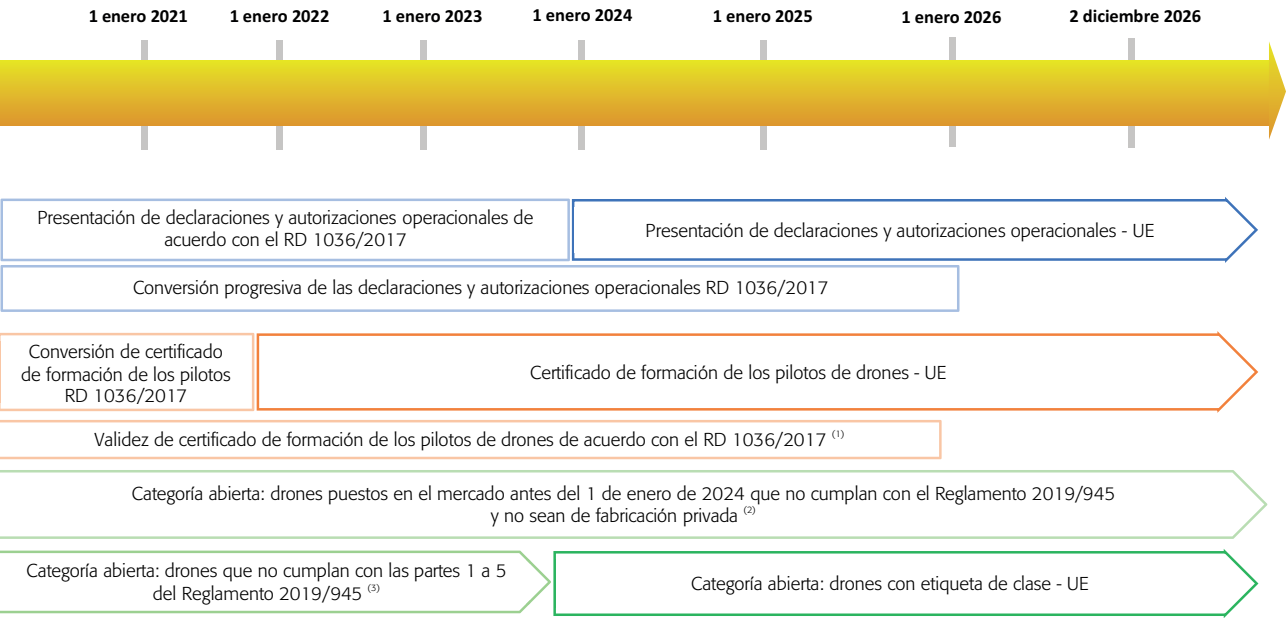 1 enero 2021 1 enero 2022 1 enero 2023 1 enero 2024 1 enero 2025 1 enero 2026 2 diciembre 2026
Presentación de declaraciones y autorizaciones operacionales de
acuerdo con el RD 1036/2017
Presentación de declaraciones y autorizaciones operacionales - UE
Conversión progresiva de las declaraciones y autorizaciones operacionales RD 1036/2017
Conversión de certificado
de formación de los pilotos
RD 1036/2017
Certificado de formación de los pilotos de drones - UE
Validez de certificado de formación de los pilotos de drones de acuerdo con el RD 1036/2017 (1)
Categoría abierta: drones puestos en el mercado antes del 1 de enero de 2024 que no cumplan con el Reglamento 2019/945
y no sean de fabricación privada (2)
Categoría abierta: drones que no cumplan con las partes 1 a 5
del Reglamento 2019/945 (3)
Categoría abierta: drones con etiqueta de clase - UE